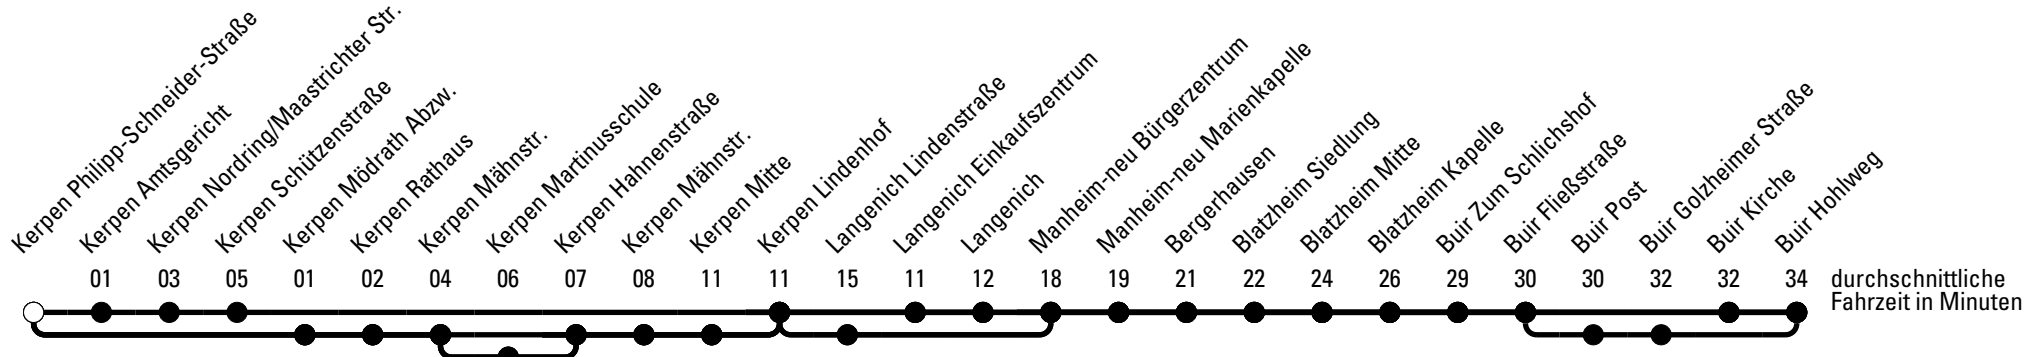 Kerpen Philipp-Schneider-Straße
Kerpen Amtsgericht
Kerpen Nordring/Maastrichter Str.
Kerpen Schützenstraße
Kerpen Mödrath Abzw.
Kerpen Rathaus
Kerpen Mähnstr.
Kerpen Martinusschule
Kerpen Hahnenstraße
Kerpen Mähnstr.
Kerpen Mitte
Kerpen Lindenhof
Langenich Lindenstraße
Langenich Einkaufszentrum
Langenich
Manheim-neu Bürgerzentrum
Manheim-neu Marienkapelle
Bergerhausen
Blatzheim Siedlung
Blatzheim Mitte
Blatzheim Kapelle
Buir Zum Schlichshof
Buir Fließstraße
Buir Post
Buir Golzheimer Straße
Buir Kirche
Buir Hohlweg
01 03 05 01 02 04 06 07 08 11 11 15 11 12 18 19 21 22 24 26 29 30 30 32 32 34
durchschnittliche
Fahrzeit in Minuten